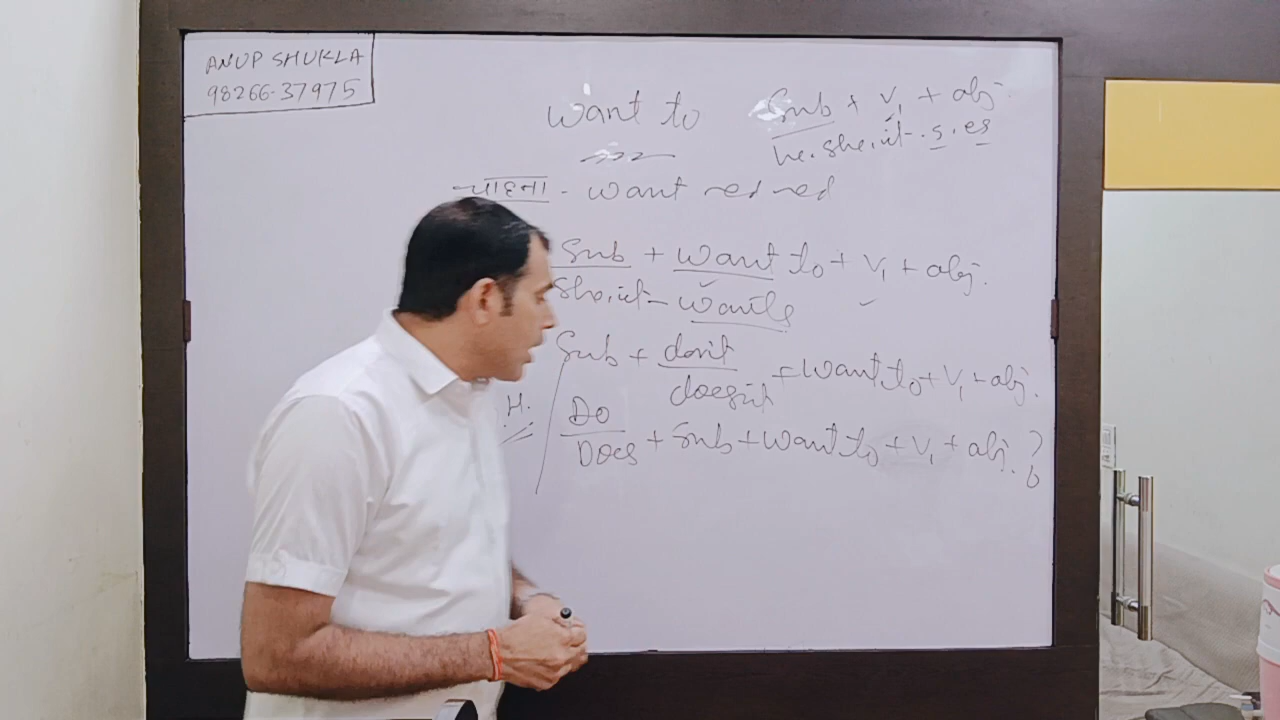 ANUP SHUKLA
98266-37975
want to
Sub + V₁ + obj.
he. she. it - . s. es
चाहना - want ed ed
Sub + want to + V₁ + obj.
She, it - wants
Sub + don't + want to + V₁ + obj.
doesn't
H. Do
Does + Sub + want to + V₁ + obj. ?